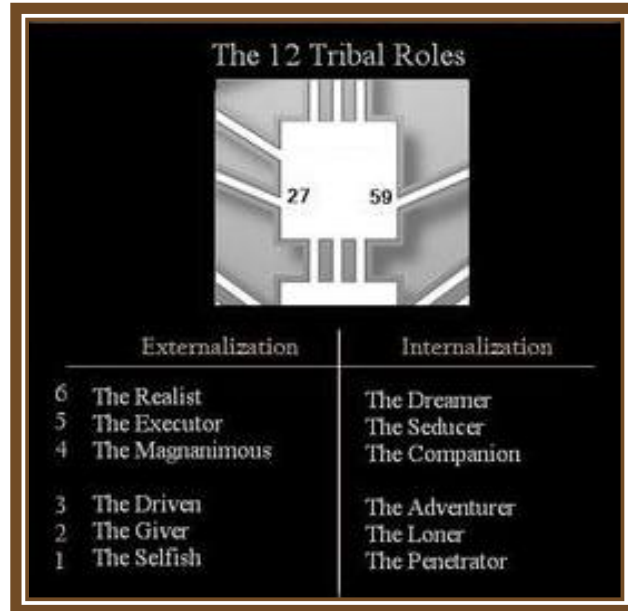 The 12 Tribal Roles
27 59
Externalization Internalization
6 The Realist The Dreamer
5 The Executor The Seducer
4 The Magnanimous The Companion
3 The Driven The Adventurer
2 The Giver The Loner
1 The Selfish The Penetrator